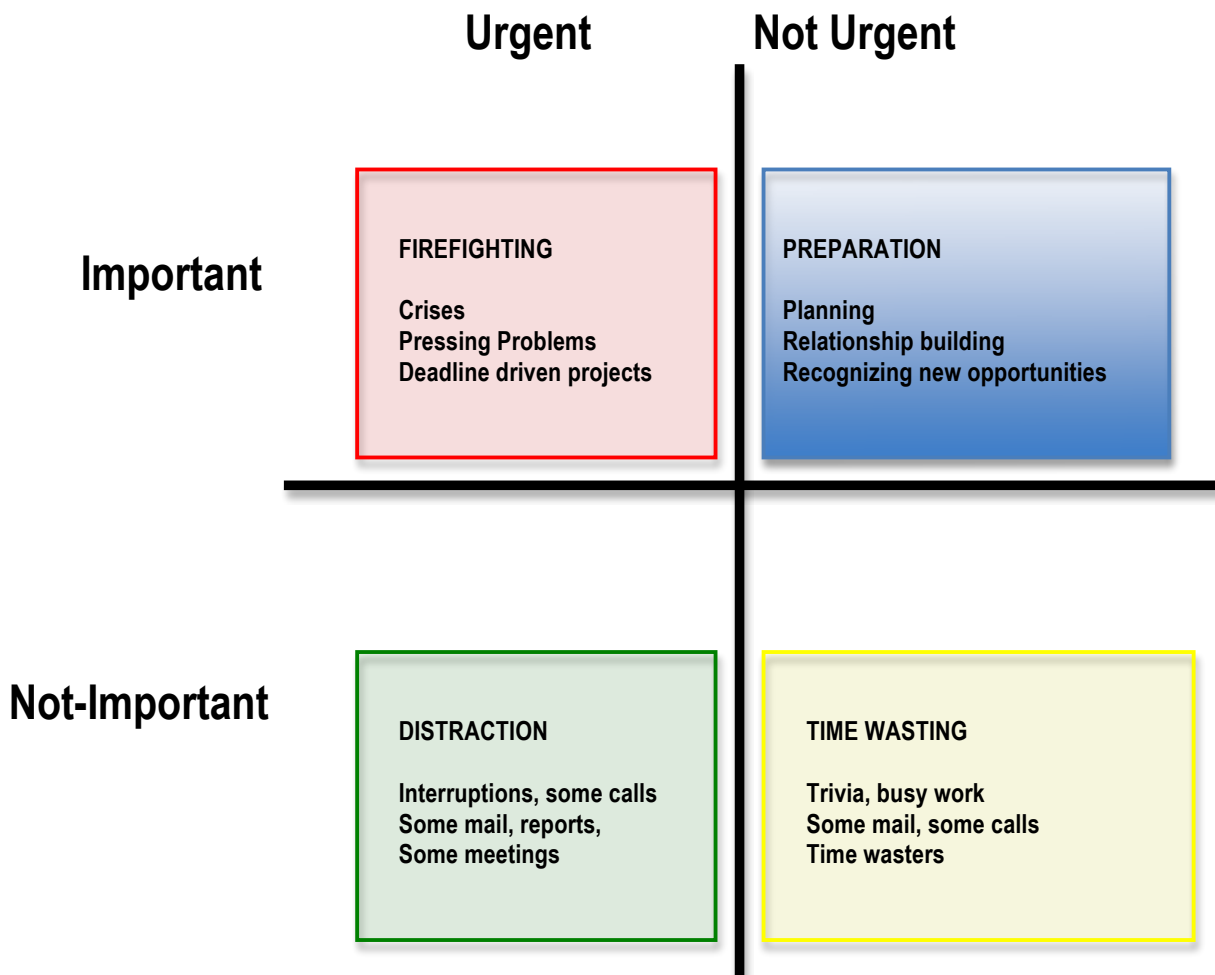 Urgent
Not Urgent
Important
FIREFIGHTING
Crises
Pressing Problems
Deadline driven projects
PREPARATION
Planning
Relationship building
Recognizing new opportunities
Not-Important
DISTRACTION
Interruptions, some calls
Some mail, reports,
Some meetings
TIME WASTING
Trivia, busy work
Some mail, some calls
Time wasters